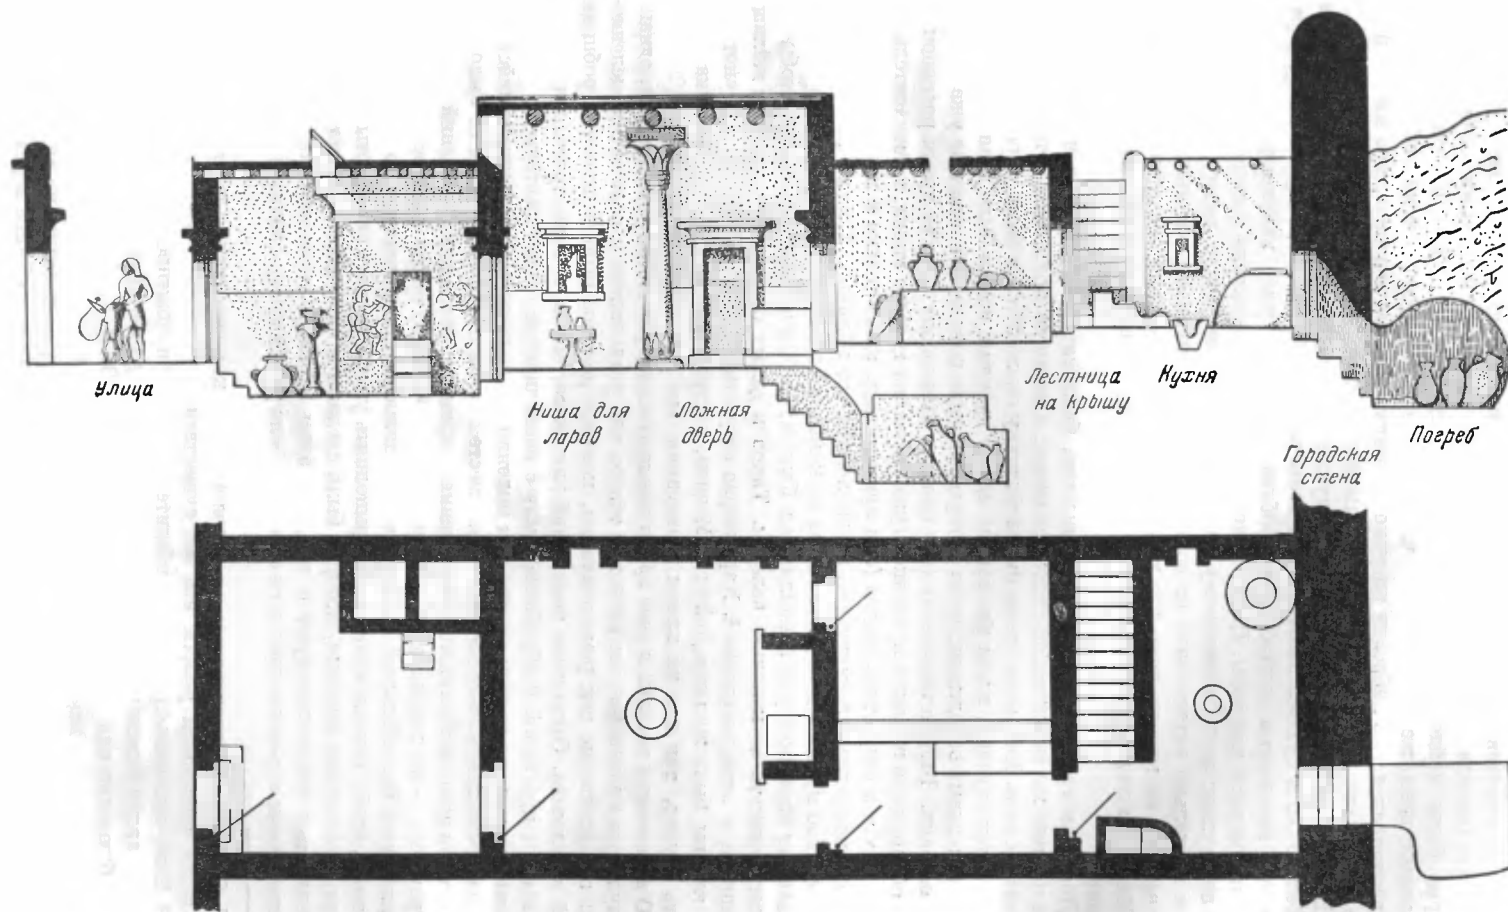 Улица
Ниша для
ларов
Ложная
дверь
Лестница
на крышу
Кухня
Погреб
Городская
стена